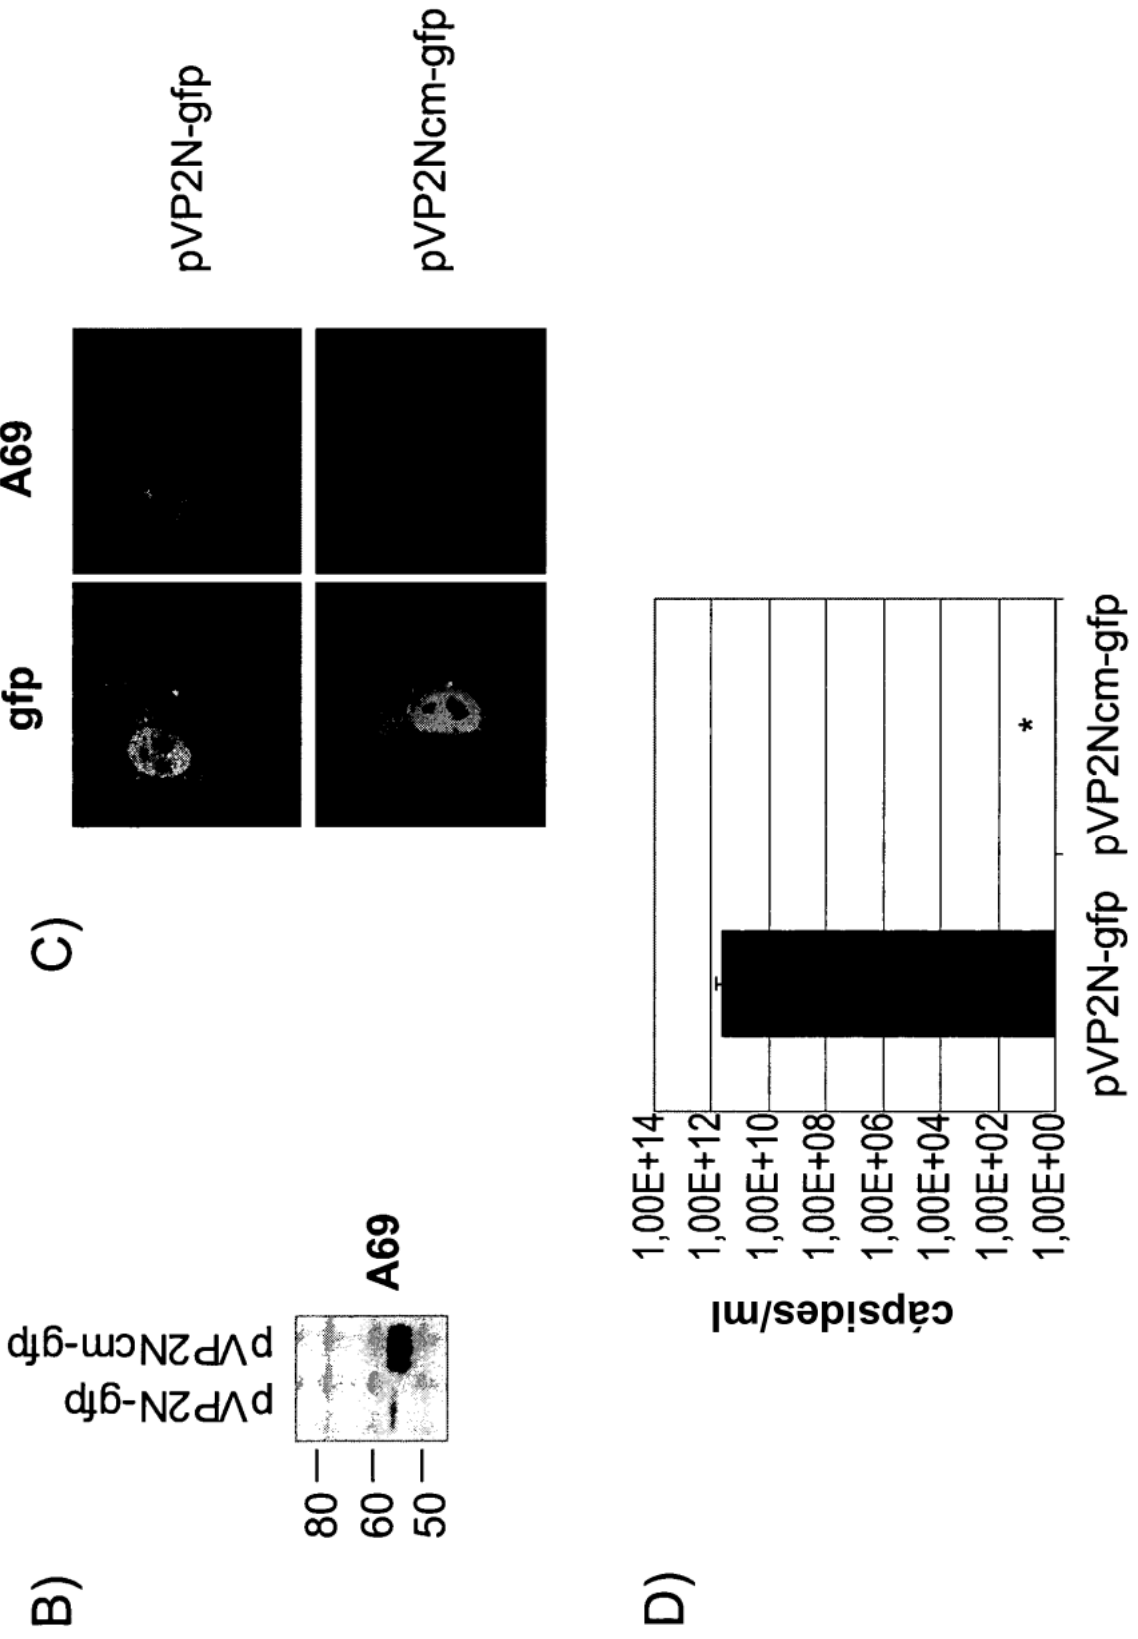 B)
pVP2N-gfp
pVP2Ncm-gfp
80
60
50
A69
C)
gfp
A69
pVP2N-gfp
pVP2Ncm-gfp
D)
cápsides/ml
1,00E+14
1,00E+12
1,00E+10
1,00E+08
1,00E+06
1,00E+04
1,00E+02
1,00E+00
*
pVP2N-gfp
pVP2Ncm-gfp